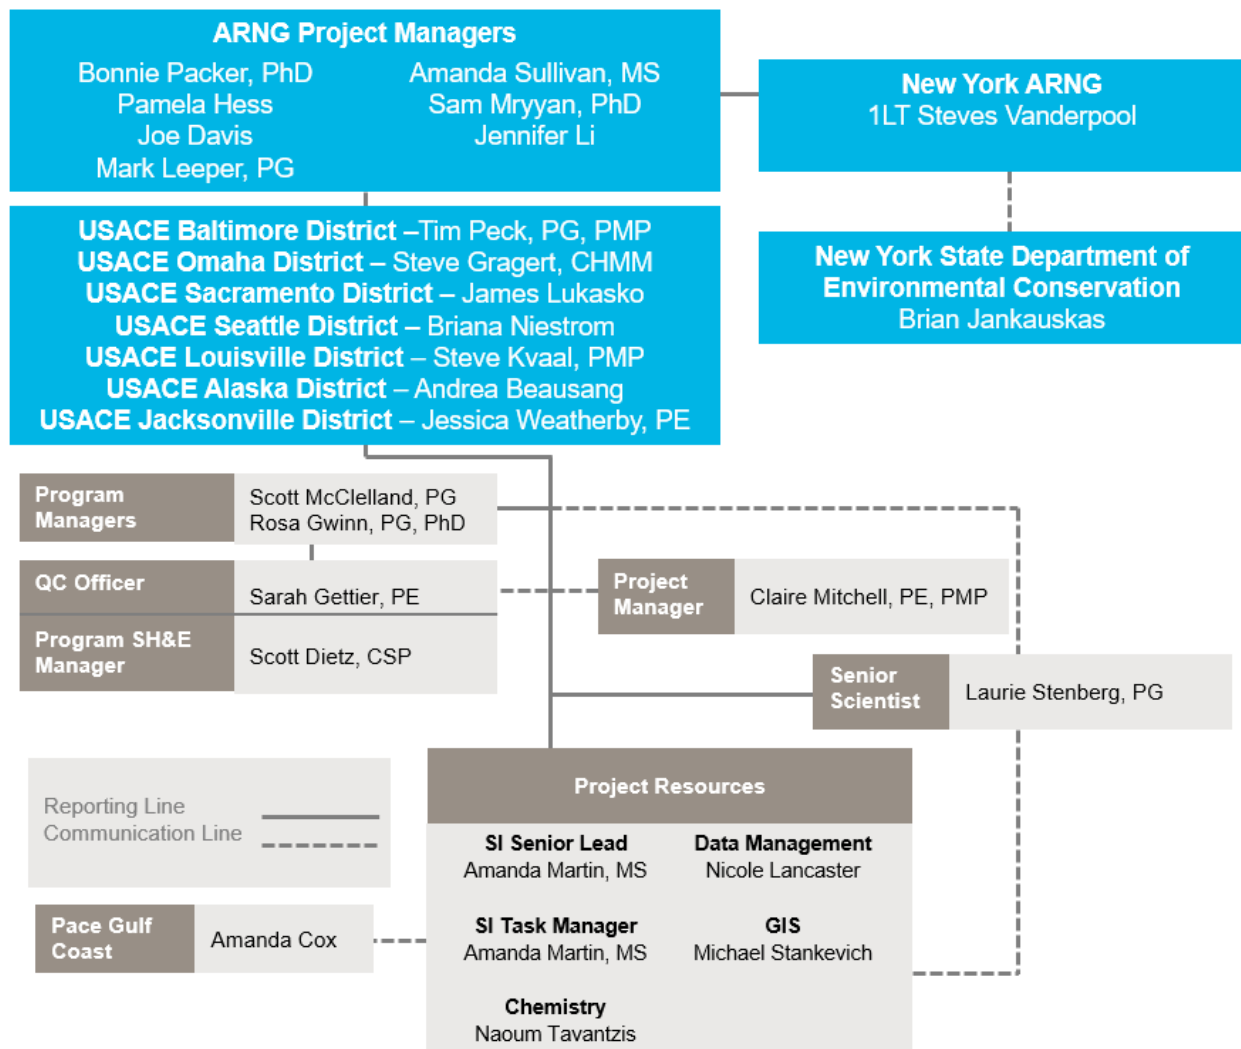 ARNG Project Managers
Bonnie Packer, PhD
Pamela Hess
Joe Davis
Mark Leeper, PG
Amanda Sullivan, MS
Sam Mryyan, PhD
Jennifer Li
New York ARNG
1LT Steves Vanderpool
USACE Baltimore District –Tim Peck, PG, PMP
USACE Omaha District – Steve Gragert, CHMM
USACE Sacramento District – James Lukasko
USACE Seattle District – Briana Niestrom
USACE Louisville District – Steve Kvaal, PMP
USACE Alaska District – Andrea Beausang
USACE Jacksonville District – Jessica Weatherby, PE
New York State Department of
Environmental Conservation
Brian Jankauskas
Program
Managers
Scott McClelland, PG
Rosa Gwinn, PG, PhD
QC Officer
Sarah Gettier, PE
Program SH&E
Manager
Scott Dietz, CSP
Project
Manager
Claire Mitchell, PE, PMP
Senior
Scientist
Laurie Stenberg, PG
Reporting Line
Communication Line
Pace Gulf
Coast
Amanda Cox
Project Resources
SI Senior Lead
Amanda Martin, MS
Data Management
Nicole Lancaster
SI Task Manager
Amanda Martin, MS
GIS
Michael Stankevich
Chemistry
Naoum Tavantzis